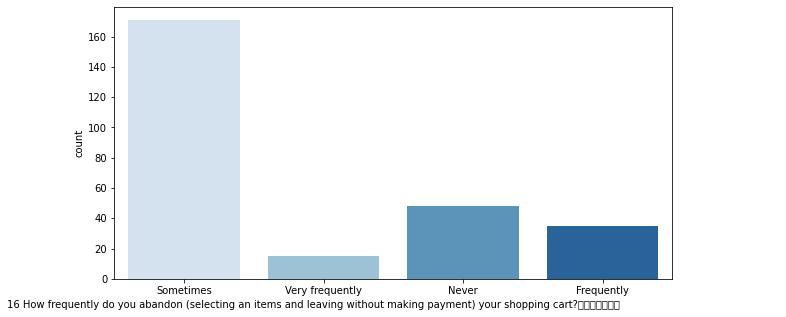 160
140
120
100
80
60
40
20
0
count
Sometimes
Very frequently
Never
Frequently
16 How frequently do you abandon (selecting an items and leaving without making payment) your shopping cart?